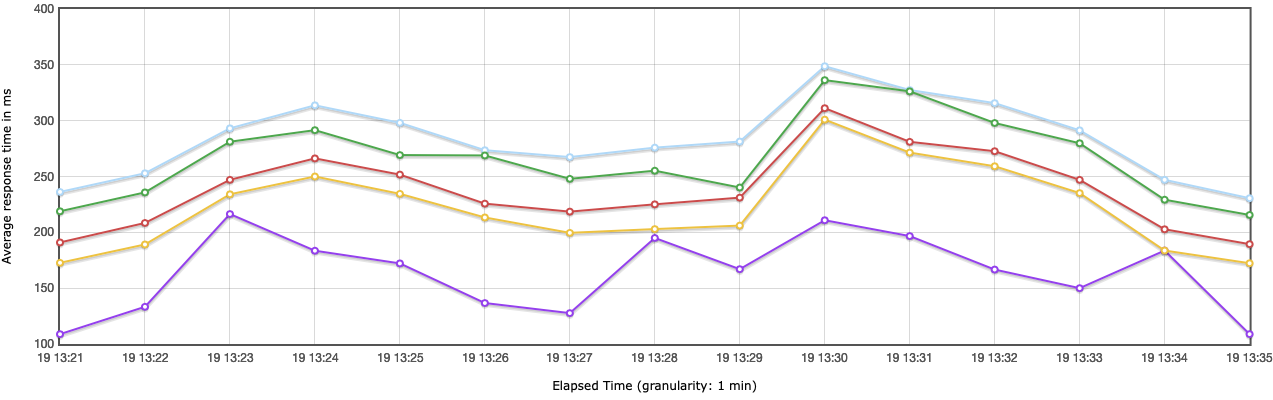 400
350
300
250
200
150
100
Average response time in ms
19 13:21 19 13:22 19 13:23 19 13:24 19 13:25 19 13:26 19 13:27 19 13:28 19 13:29 19 13:30 19 13:31 19 13:32 19 13:33 19 13:34 19 13:35
Elapsed Time (granularity: 1 min)